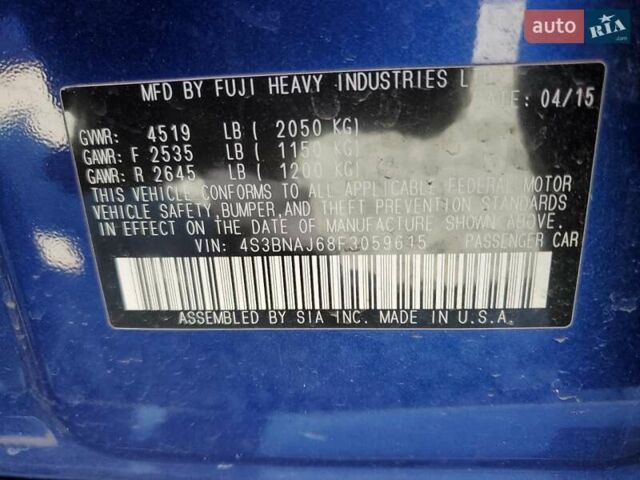 auto RIA .com
MFD BY FUJI HEAVY INDUSTRIES
DATE: 04/15
GVWR: 4519 LB ( 2050 KG)
GAWR: F 2535 LB ( 1150 KG)
GAWR: R 2645 LB ( 1200 KG)
THIS VEHICLE CONFORMS TO ALL APPLICABLE FEDERAL MOTOR
VEHICLE SAFETY, BUMPER, AND THEFT PREVENTION STANDARDS
IN EFFECT ON THE DATE OF MANUFACTURE SHOWN ABOVE.
VIN: 4S3BNAJ68F3059615 PASSENGER CAR
ASSEMBLED BY SIA INC. MADE IN U.S.A.